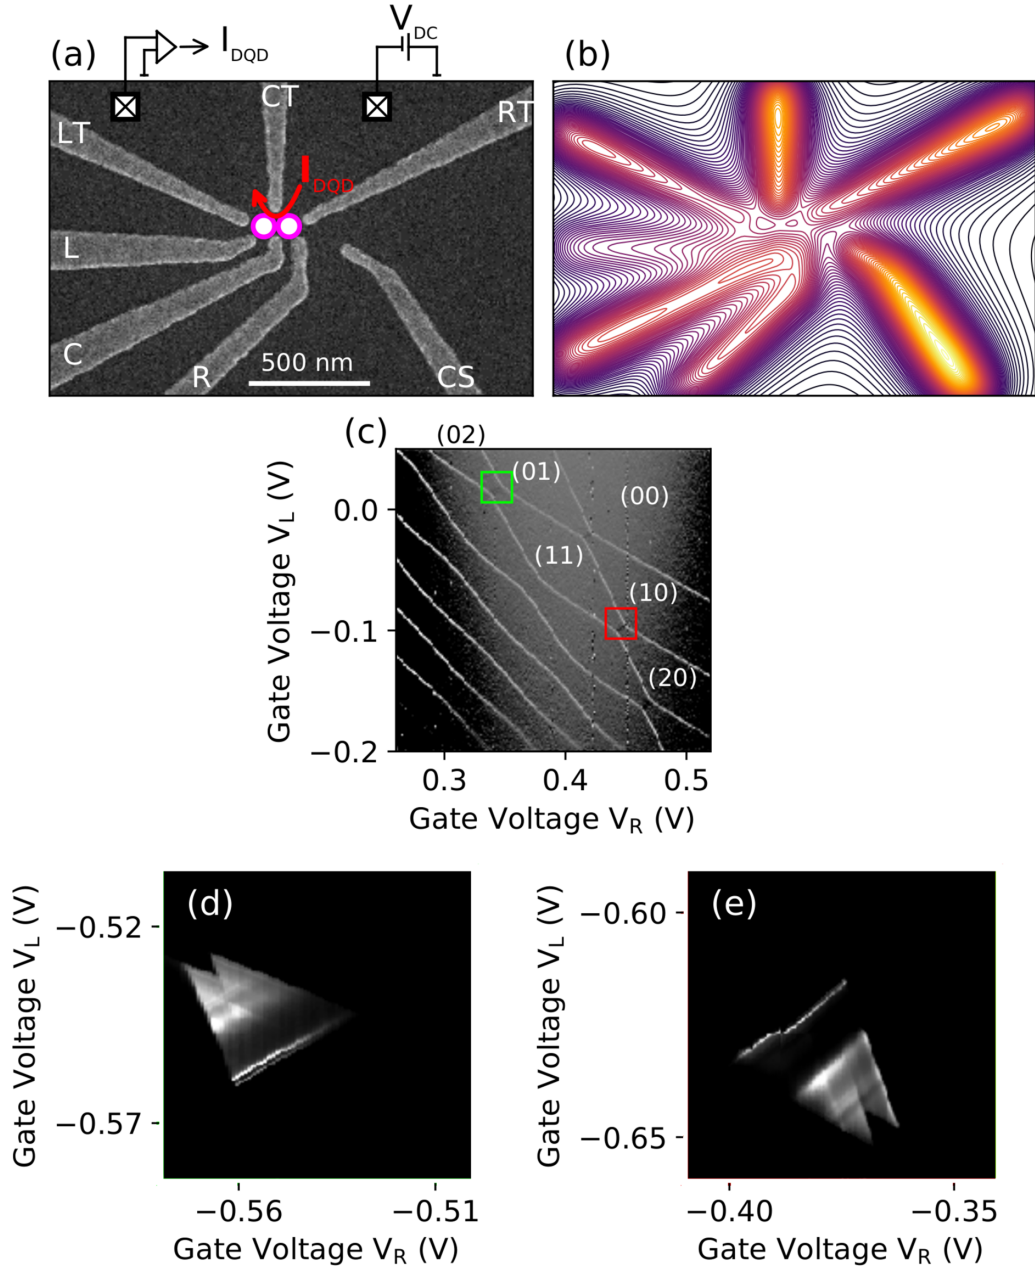 V_DC
I_DQD
(a)
(b)
CT
RT
LT
I_DQD
L
C
R
500 nm
CS
(c)
(02)
(01)
(00)
(11)
(10)
(20)
0.0
−0.1
−0.2
Gate Voltage V_L (V)
0.3 0.4 0.5
Gate Voltage V_R (V)
(d)
−0.52
−0.57
Gate Voltage V_L (V)
−0.56 −0.51
Gate Voltage V_R (V)
(e)
−0.60
−0.65
Gate Voltage V_L (V)
−0.40 −0.35
Gate Voltage V_R (V)